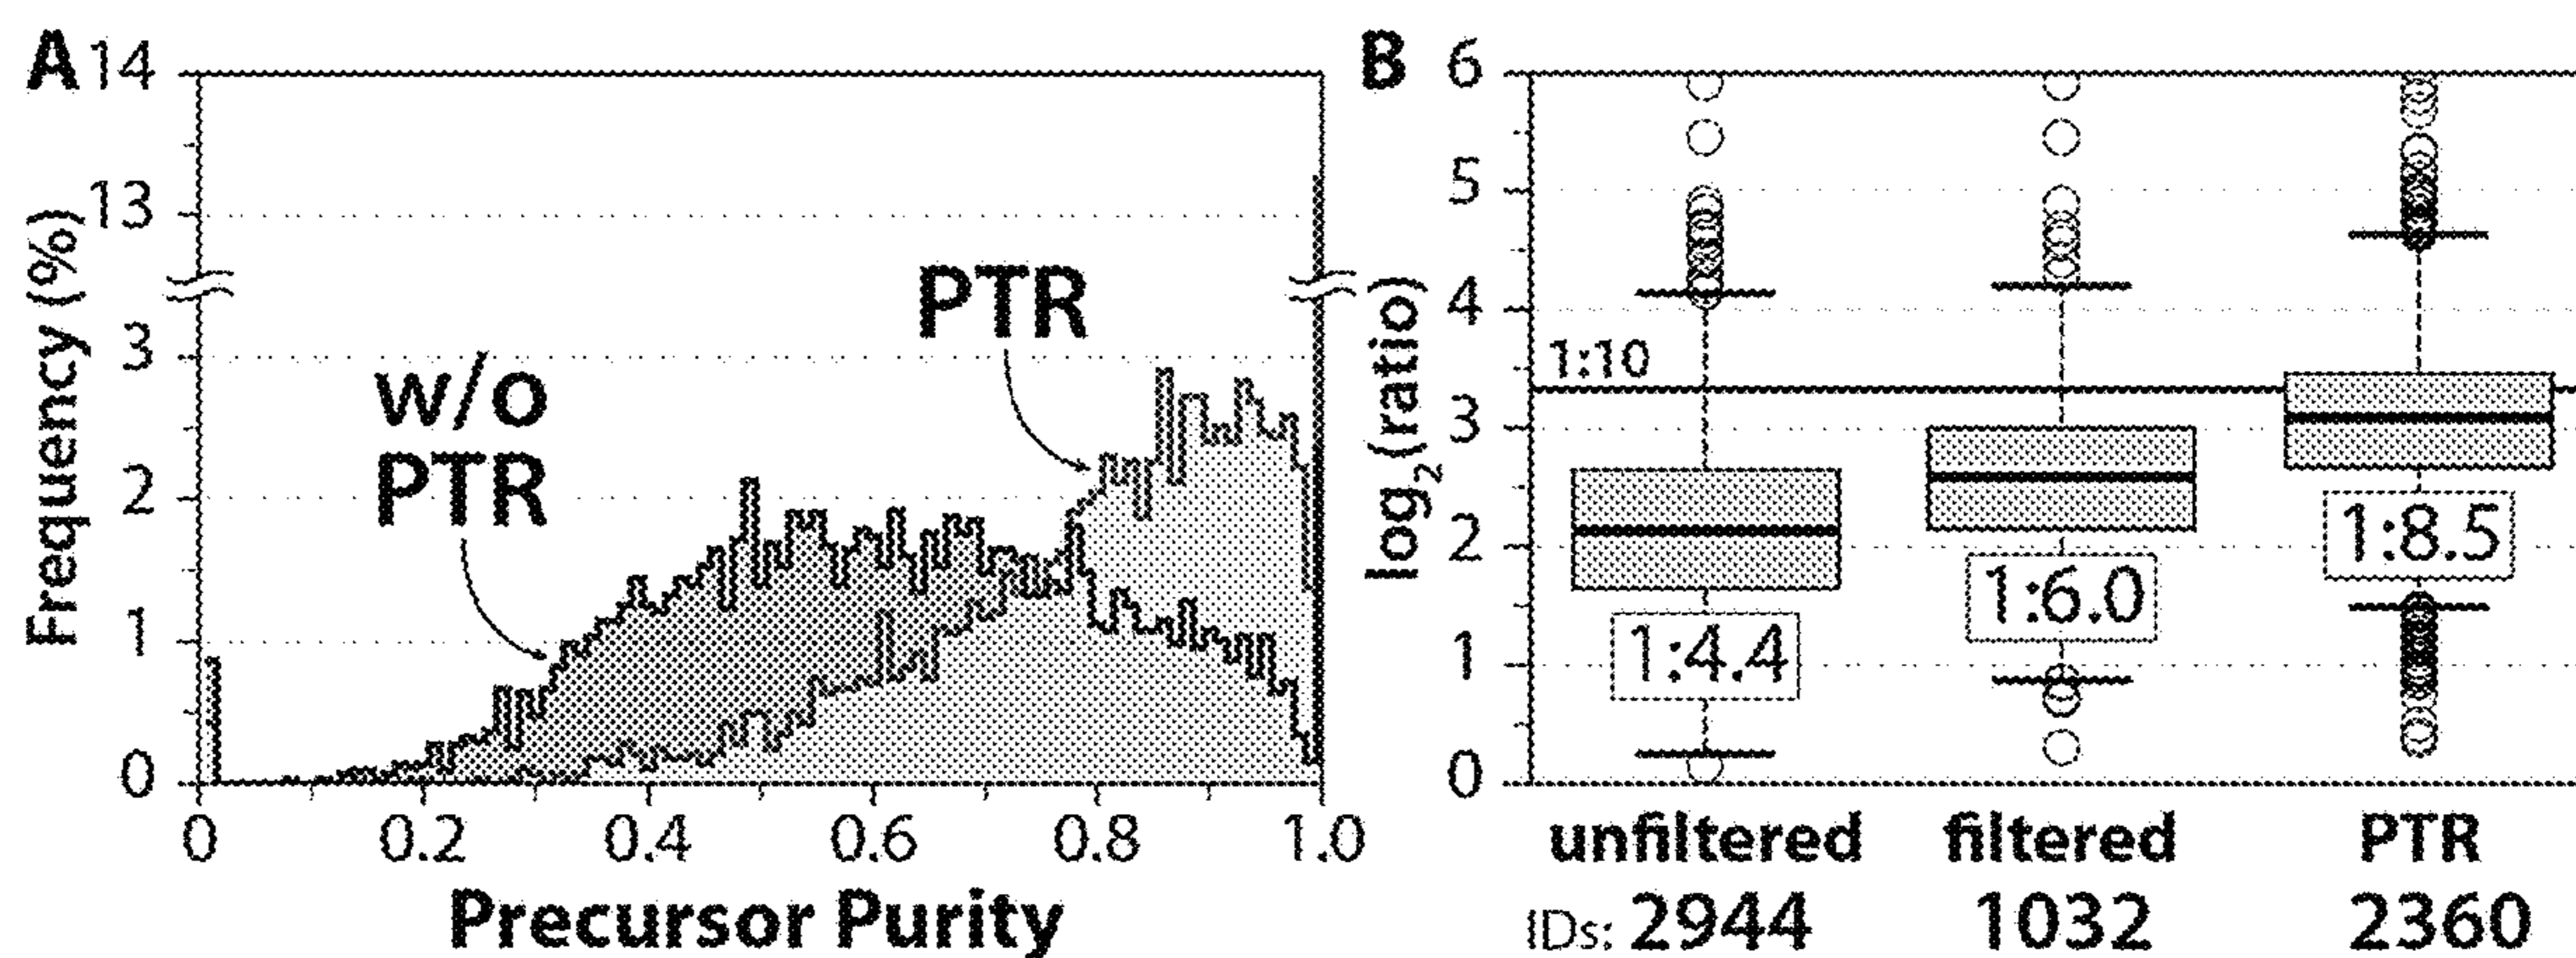 A
14
13
3
2
1
0
Frequency (%)
w/o
PTR
PTR
0 0.2 0.4 0.6 0.8 1.0
Precursor Purity
B
6
5
4
3
2
1
0
log2(ratio)
1:10
1:4.4
1:6.0
1:8.5
unfiltered filtered PTR
IDs: 2944 1032 2360